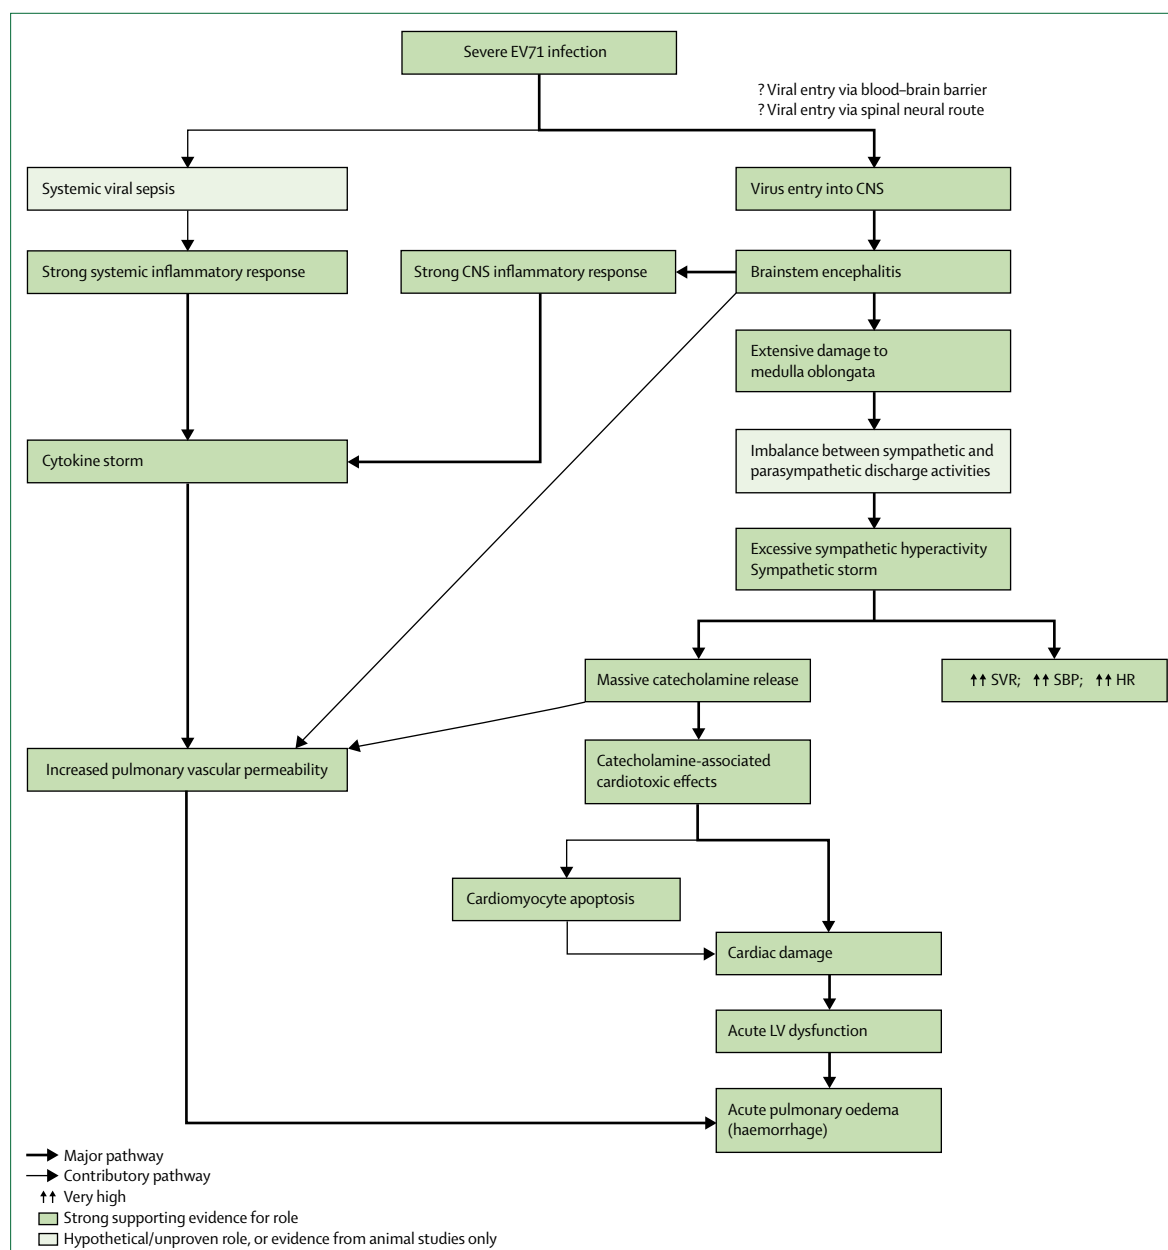 Severe EV71 infection
? Viral entry via blood–brain barrier
? Viral entry via spinal neural route
Systemic viral sepsis
Virus entry into CNS
Strong systemic inflammatory response
Strong CNS inflammatory response
Brainstem encephalitis
Extensive damage to
medulla oblongata
Cytokine storm
Imbalance between sympathetic and
parasympathetic discharge activities
Excessive sympathetic hyperactivity
Sympathetic storm
Massive catecholamine release
↑↑ SVR; ↑↑ SBP; ↑↑ HR
Increased pulmonary vascular permeability
Catecholamine-associated
cardiotoxic effects
Cardiomyocyte apoptosis
Cardiac damage
Acute LV dysfunction
Acute pulmonary oedema
(haemorrhage)
Major pathway
Contributory pathway
↑↑ Very high
Strong supporting evidence for role
Hypothetical/unproven role, or evidence from animal studies only